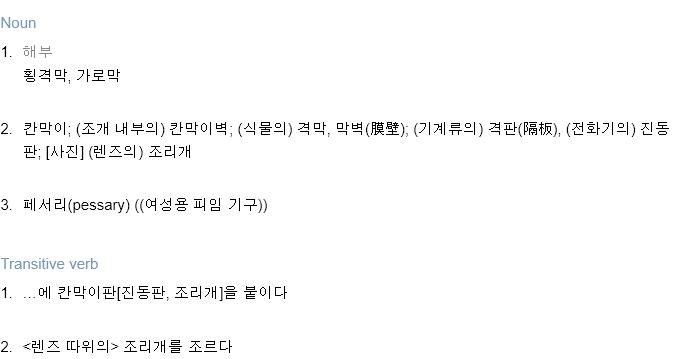 Noun
1. 해부
횡격막, 가로막
2. 칸막이; (조개 내부의) 칸막이벽; (식물의) 격막, 막벽(膜壁); (기계류의) 격판(隔板), (전화기의) 진동
판; [사진] (렌즈의) 조리개
3. 페서리(pessary) ((여성용 피임 기구))
Transitive verb
1. …에 칸막이판[진동판, 조리개]을 붙이다
2. <렌즈 따위의> 조리개를 조르다